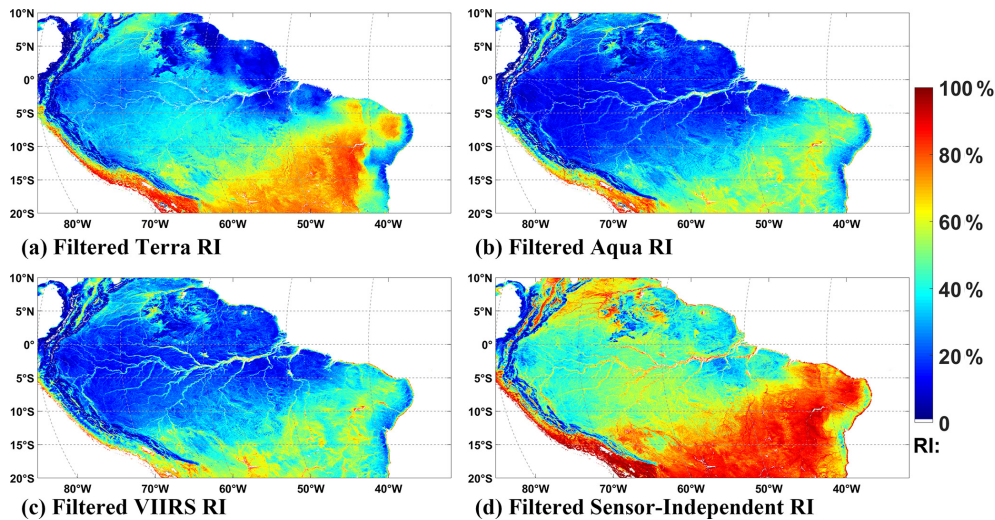 10°N
5°N
0°
5°S
10°S
15°S
20°S
80°W 70°W 60°W 50°W 40°W
(a) Filtered Terra RI
10°N
5°N
0°
5°S
10°S
15°S
20°S
80°W 70°W 60°W 50°W 40°W
(b) Filtered Aqua RI
10°N
5°N
0°
5°S
10°S
15°S
20°S
80°W 70°W 60°W 50°W 40°W
(c) Filtered VIIRS RI
10°N
5°N
0°
5°S
10°S
15°S
20°S
80°W 70°W 60°W 50°W 40°W
(d) Filtered Sensor-Independent RI
100 %
80 %
60 %
40 %
20 %
0
RI: